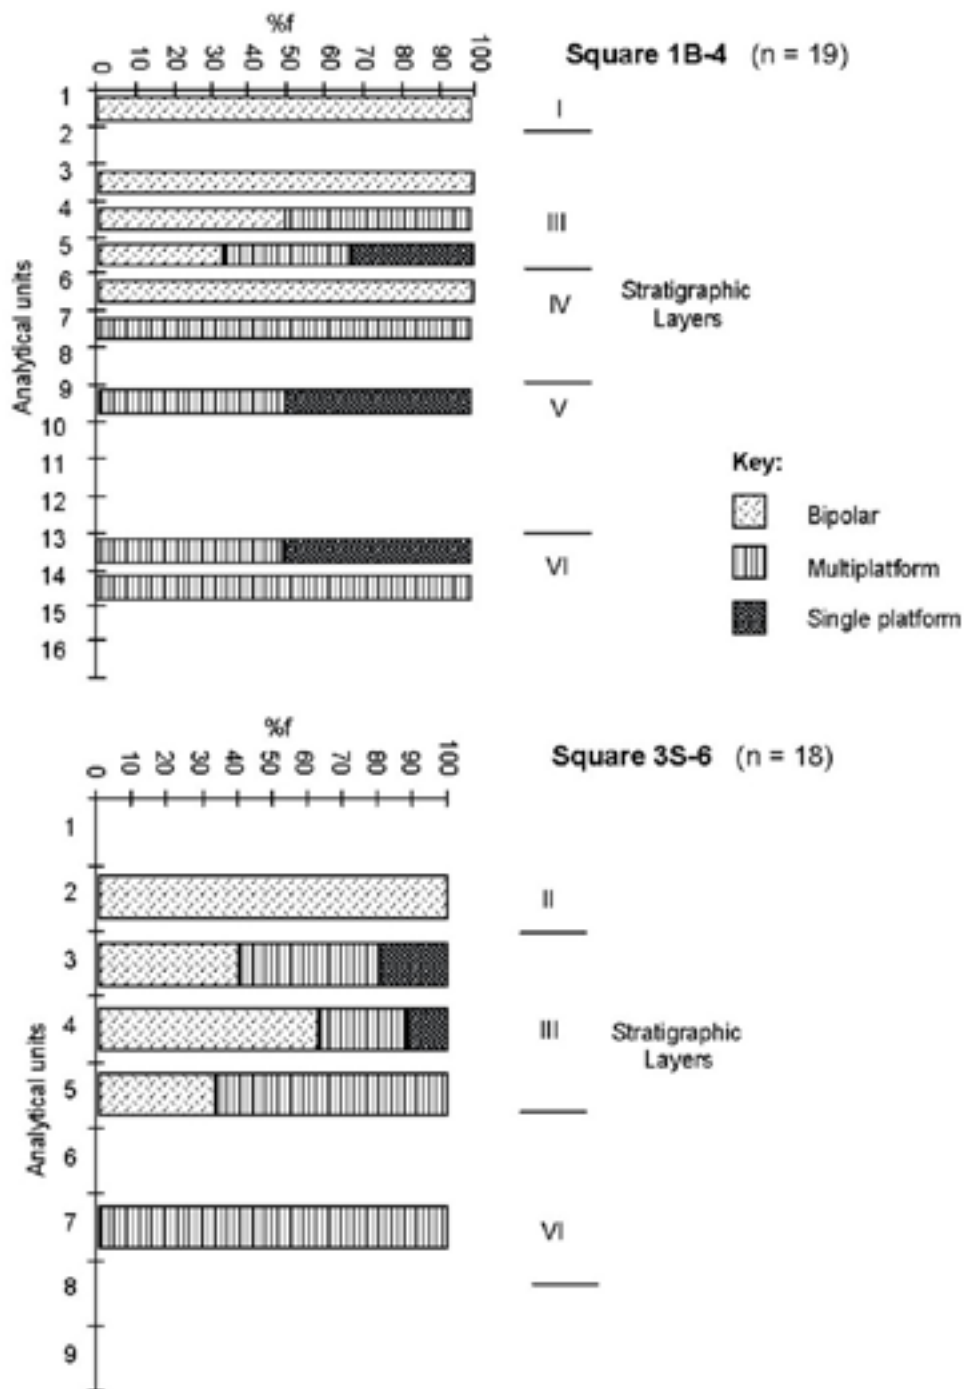 %f
0 10 20 30 40 50 60 70 80 90 100
Square 1B-4 (n = 19)
Analytical units
1
2
3
4
5
6
7
8
9
10
11
12
13
14
15
16
I
III
IV
V
VI
Stratigraphic
Layers
Key:
Bipolar
Multiplatform
Single platform
%f
0 10 20 30 40 50 60 70 80 90 100
Square 3S-6 (n = 18)
Analytical units
1
2
3
4
5
6
7
8
9
II
III
VI
Stratigraphic
Layers